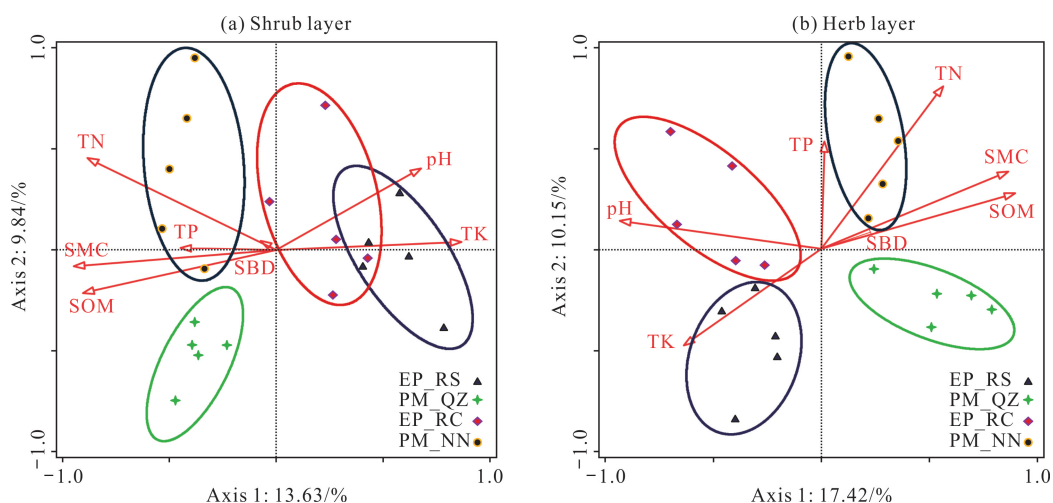 (a) Shrub layer
1.0
TN
pH
TP
TK
SMC
SBD
SOM
Axis 2: 9.84/%
EP_RS
PM_QZ
EP_RC
PM_NN
-1.0
-1.0
1.0
Axis 1: 13.63/%
(b) Herb layer
1.0
TN
TP
SMC
pH
SOM
SBD
TK
Axis 2: 10.15/%
EP_RS
PM_QZ
EP_RC
PM_NN
-1.0
-1.0
1.0
Axis 1: 17.42/%